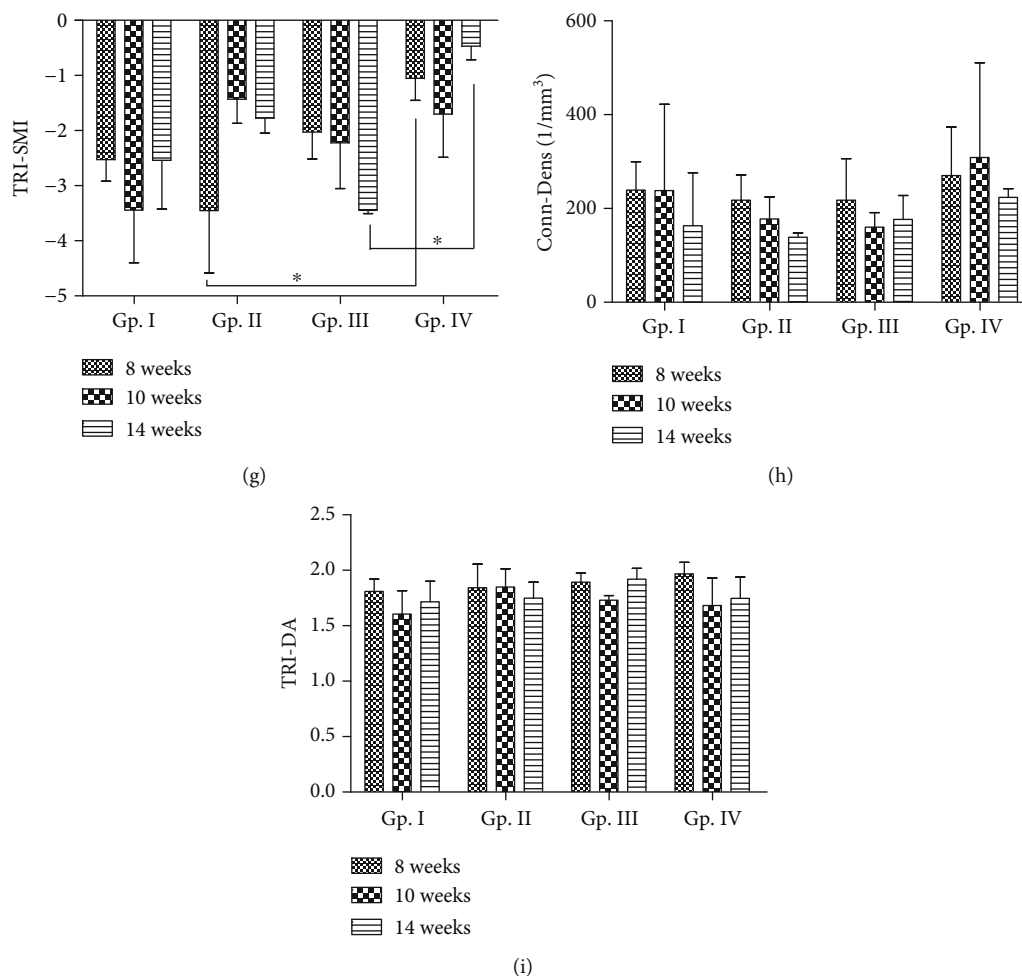 0
−1
−2
−3
−4
−5
TRI-SMI
*
*
Gp. I
Gp. II
Gp. III
Gp. IV
8 weeks
10 weeks
14 weeks
(g)
600
400
200
0
Conn-Dens (1/mm³)
Gp. I
Gp. II
Gp. III
Gp. IV
8 weeks
10 weeks
14 weeks
(h)
2.5
2.0
1.5
1.0
0.5
0.0
TRI-DA
Gp. I
Gp. II
Gp. III
Gp. IV
8 weeks
10 weeks
14 weeks
(i)